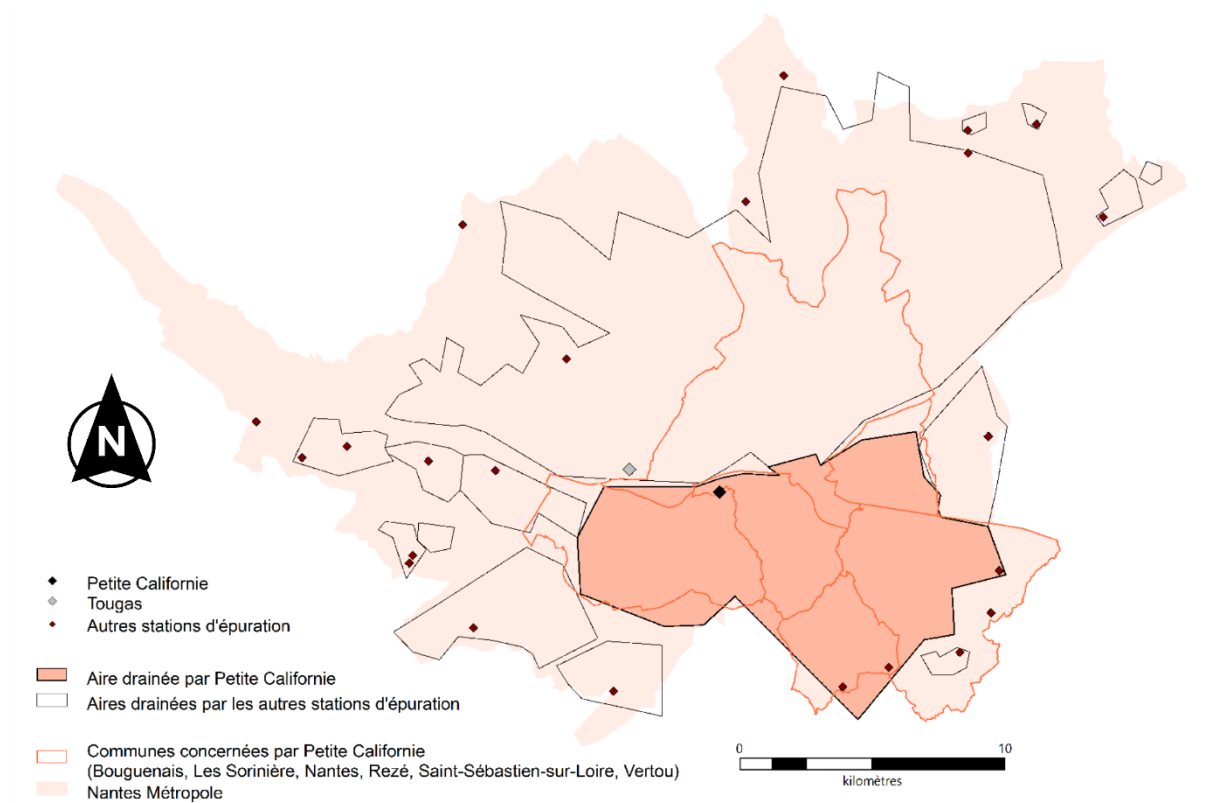 N
Petite Californie
Tougas
Autres stations d'épuration
Aire drainée par Petite Californie
Aires drainées par les autres stations d'épuration
Communes concernées par Petite Californie
(Bouguenais, Les Sorinière, Nantes, Rezé, Saint-Sébastien-sur-Loire, Vertou)
Nantes Métropole
0 10
kilomètres